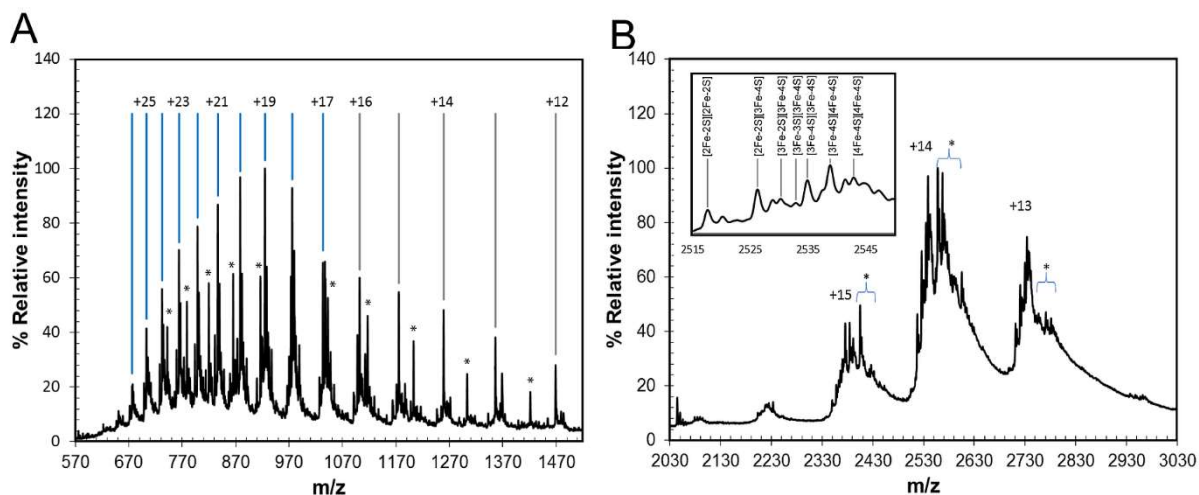 A
140
120
100
80
60
40
20
0
% Relative intensity
+25 +23 +21 +19 +17 +16 +14 +12
* * * * * * * * * * *
570 670 770 870 970 1070 1170 1270 1370 1470
m/z
B
140
120
100
80
60
40
20
0
% Relative intensity
[2Fe-2S][2Fe-2S]
[2Fe-2S][3Fe-4S]
[3Fe-2S][3Fe-4S]
[3Fe-3S][3Fe-4S]
[3Fe-4S][3Fe-4S]
[3Fe-4S][4Fe-4S]
[4Fe-4S][4Fe-4S]
2515 2525 2535 2545
+15
*
+14
*
+13
*
2030 2130 2230 2330 2430 2530 2630 2730 2830 2930 3030
m/z